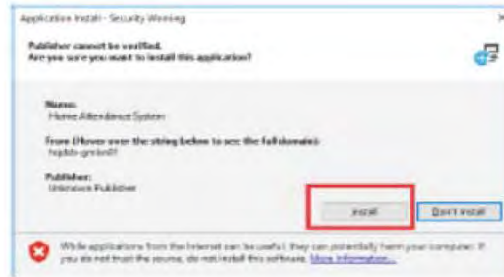 Application Install - Security Warning
Publisher cannot be verified.
Are you sure you want to install this application?
Name:
Home Attendance System
From (Hover over the string below to see the full domain):
Publisher:
Unknown Publisher
Install
Don't Install
While applications from the Internet can be useful, they can potentially harm your computer. If
you do not trust the source, do not install this software. More Information...